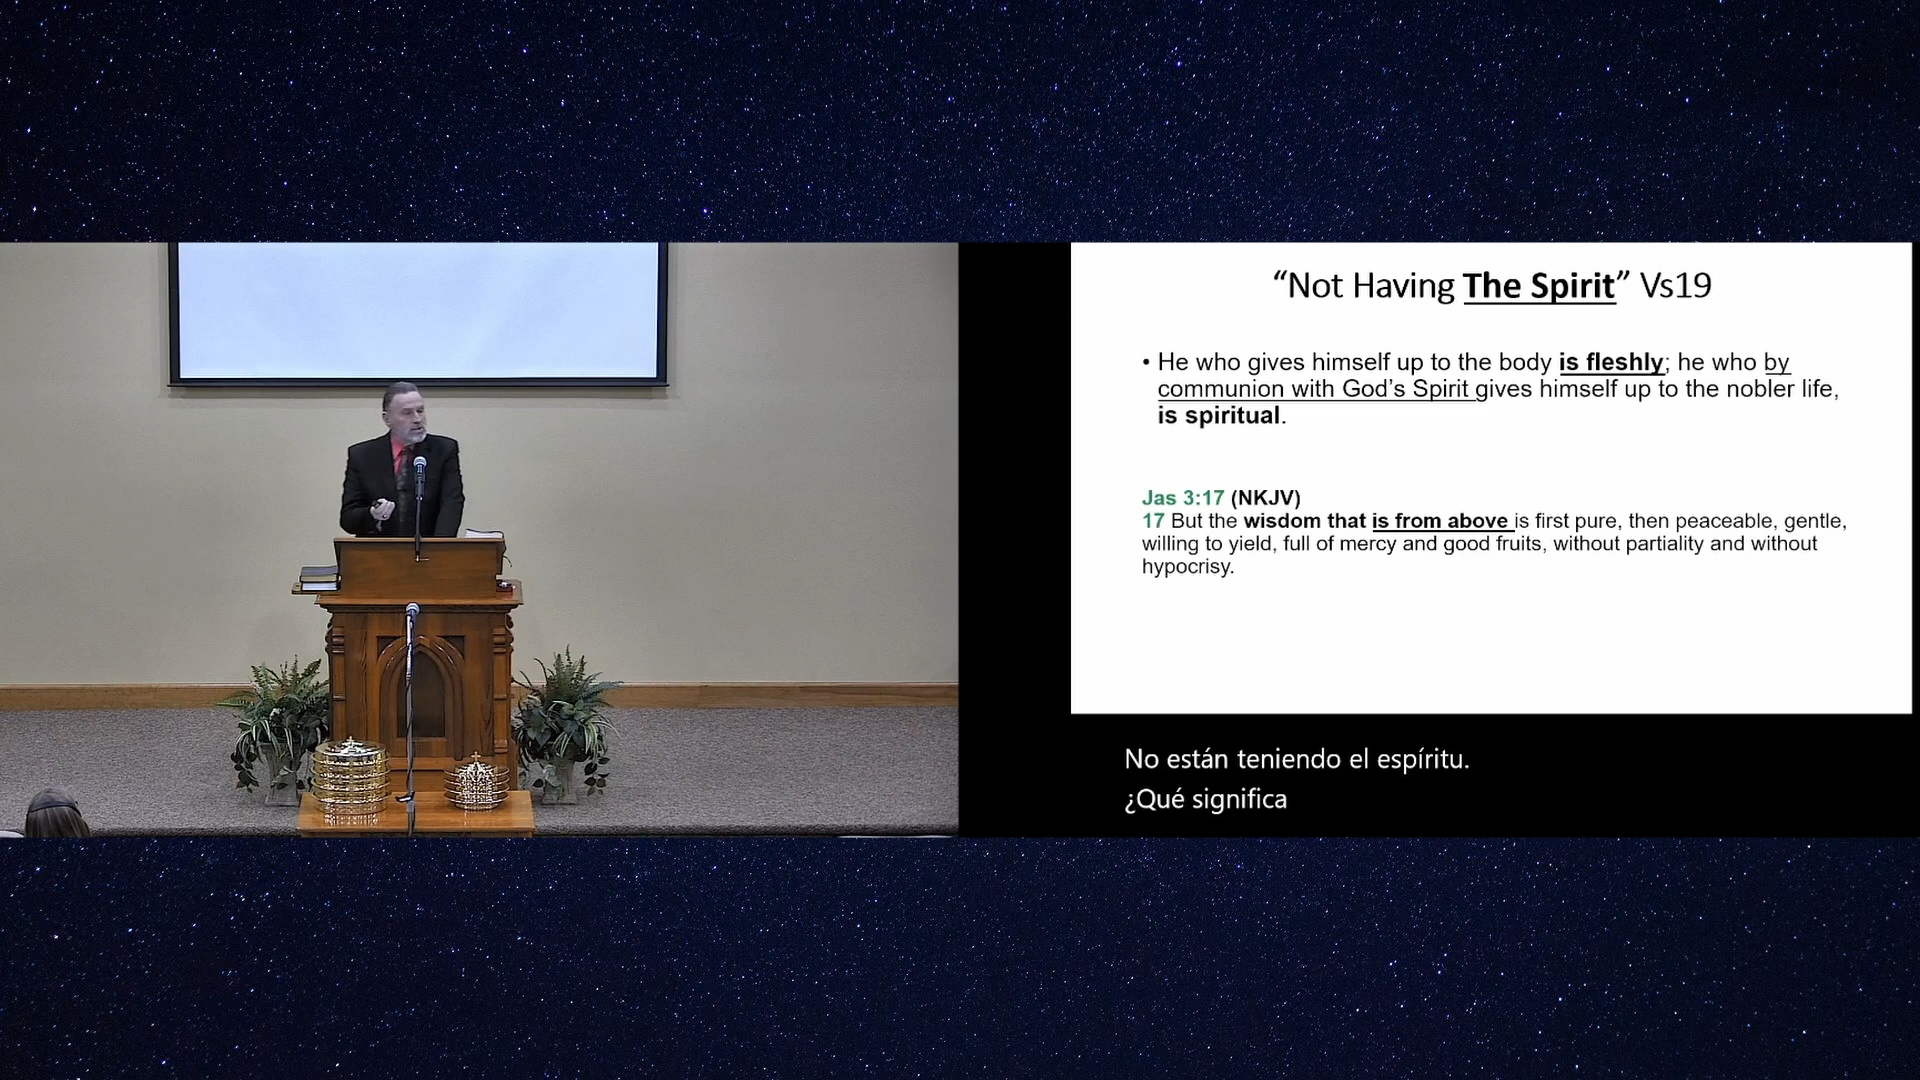 “Not Having The Spirit” Vs19
• He who gives himself up to the body is fleshly; he who by
communion with God’s Spirit gives himself up to the nobler life,
is spiritual.
Jas 3:17 (NKJV)
17 But the wisdom that is from above is first pure, then peaceable, gentle,
willing to yield, full of mercy and good fruits, without partiality and without
hypocrisy.
No están teniendo el espíritu.
¿Qué significa